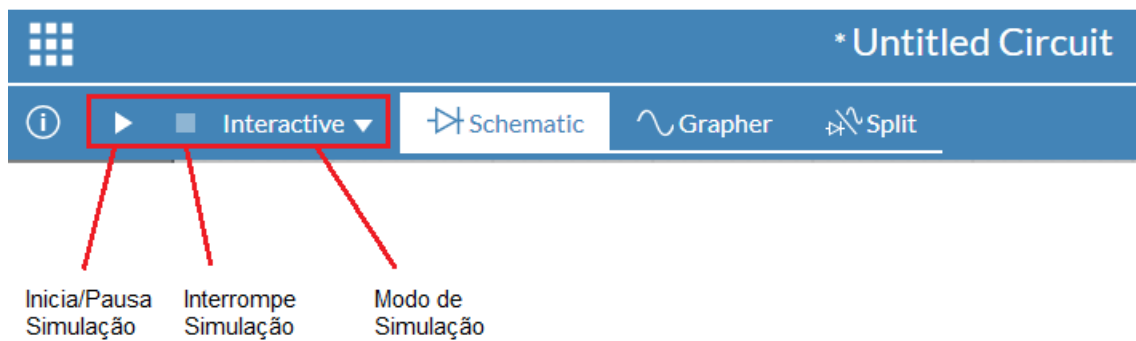 * Untitled Circuit
Interactive
Schematic
Grapher
Split
Inicia/Pausa
Simulação
Interrompe
Simulação
Modo de
Simulação